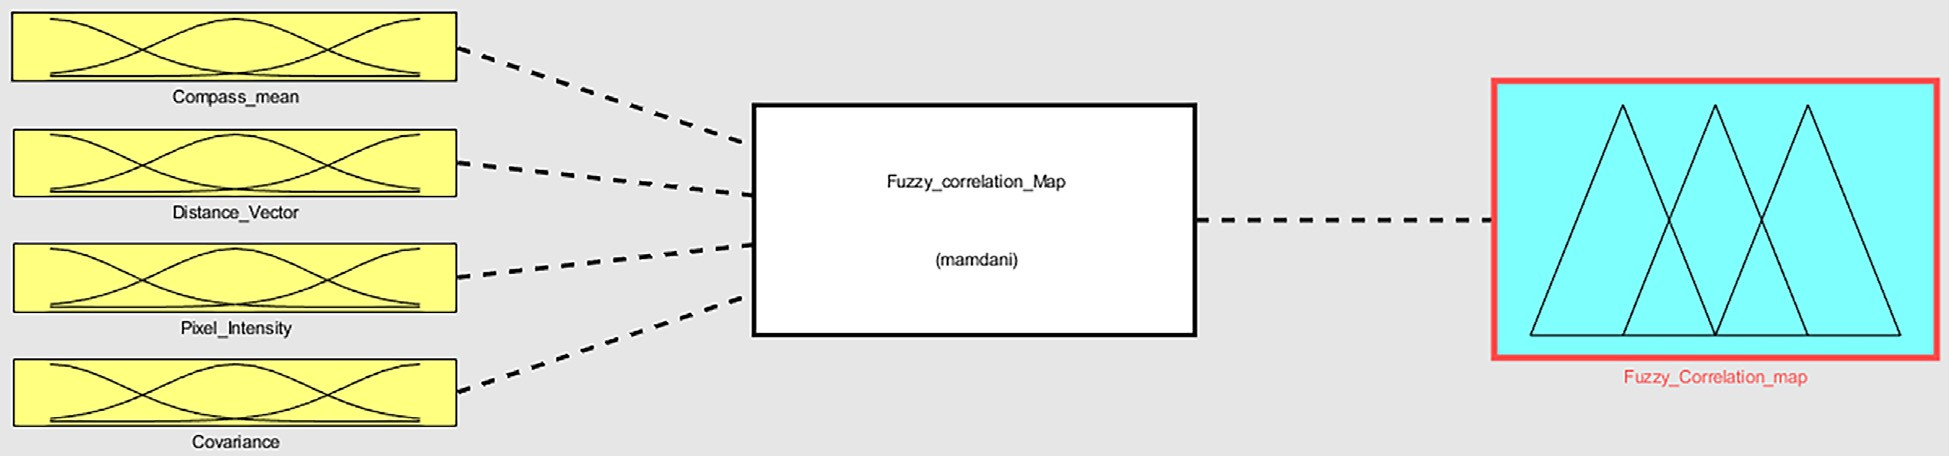 Compass_mean
Distance_Vector
Pixel_Intensity
Covariance
Fuzzy_correlation_Map
(mamdani)
Fuzzy_Correlation_map